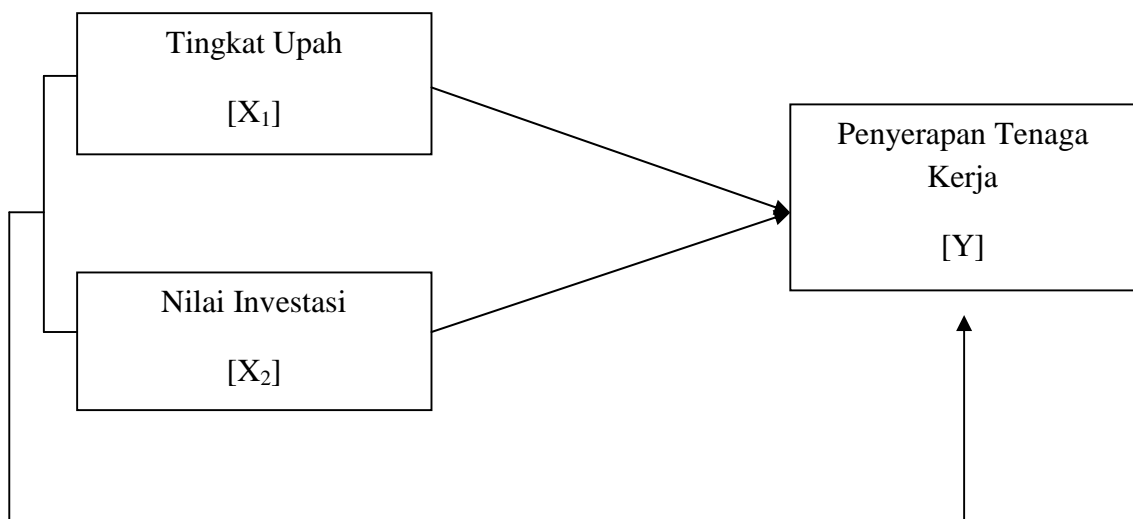 Tingkat Upah
[X₁]
Nilai Investasi
[X₂]
Penyerapan Tenaga
Kerja
[Y]